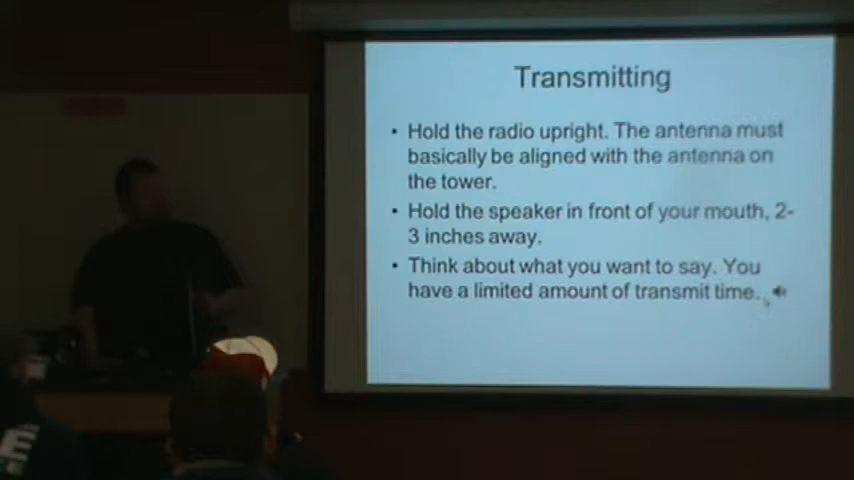 Transmitting
• Hold the radio upright. The antenna must
basically be aligned with the antenna on
the tower.
• Hold the speaker in front of your mouth, 2-
3 inches away.
• Think about what you want to say. You
have a limited amount of transmit time.